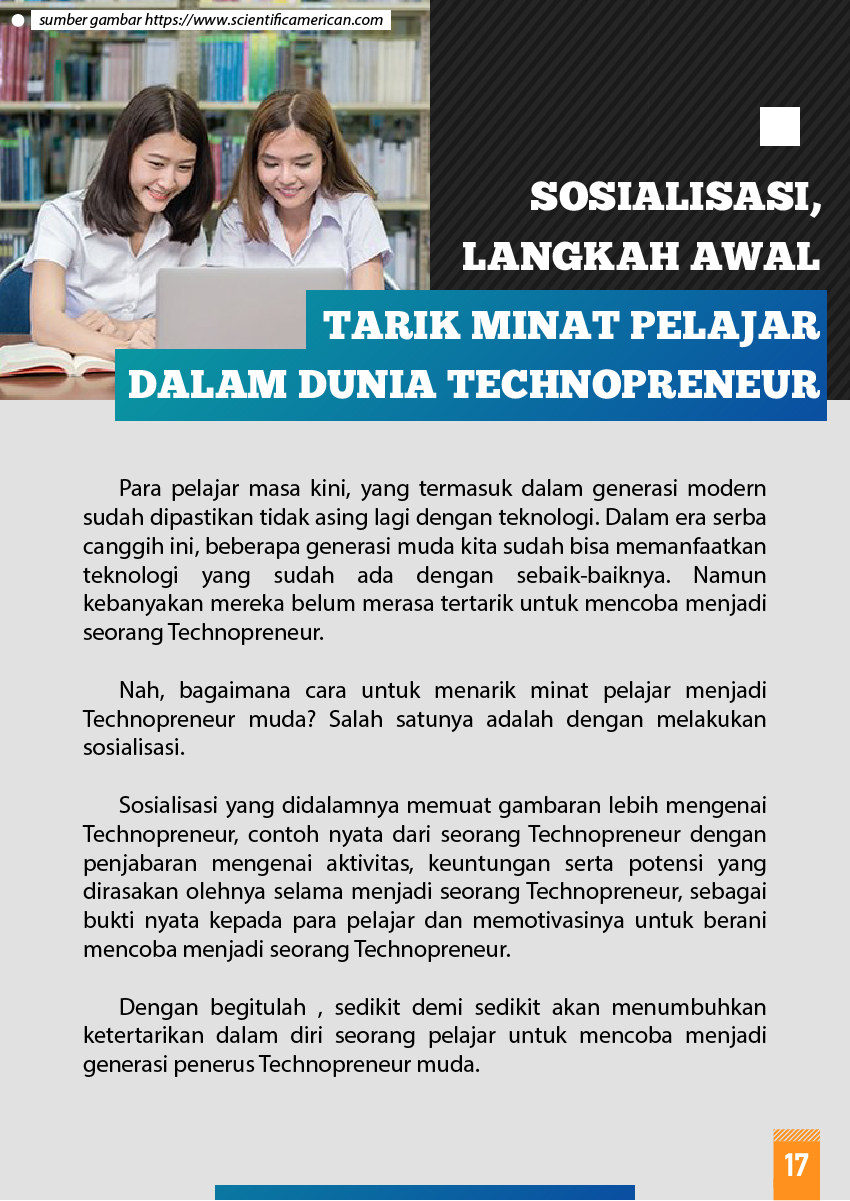 sumber gambar https://www.scientificamerican.com
SOSIALISASI,
LANGKAH AWAL
TARIK MINAT PELAJAR
DALAM DUNIA TECHNOPRENEUR
Para pelajar masa kini, yang termasuk dalam generasi modern
sudah dipastikan tidak asing lagi dengan teknologi. Dalam era serba
canggih ini, beberapa generasi muda kita sudah bisa memanfaatkan
teknologi yang sudah ada dengan sebaik-baiknya. Namun
kebanyakan mereka belum merasa tertarik untuk mencoba menjadi
seorang Technopreneur.
Nah, bagaimana cara untuk menarik minat pelajar menjadi
Technopreneur muda? Salah satunya adalah dengan melakukan
sosialisasi.
Sosialisasi yang didalamnya memuat gambaran lebih mengenai
Technopreneur, contoh nyata dari seorang Technopreneur dengan
penjabaran mengenai aktivitas, keuntungan serta potensi yang
dirasakan olehnya selama menjadi seorang Technopreneur, sebagai
bukti nyata kepada para pelajar dan memotivasinya untuk berani
mencoba menjadi seorang Technopreneur.
Dengan begitulah , sedikit demi sedikit akan menumbuhkan
ketertarikan dalam diri seorang pelajar untuk mencoba menjadi
generasi penerus Technopreneur muda.
17